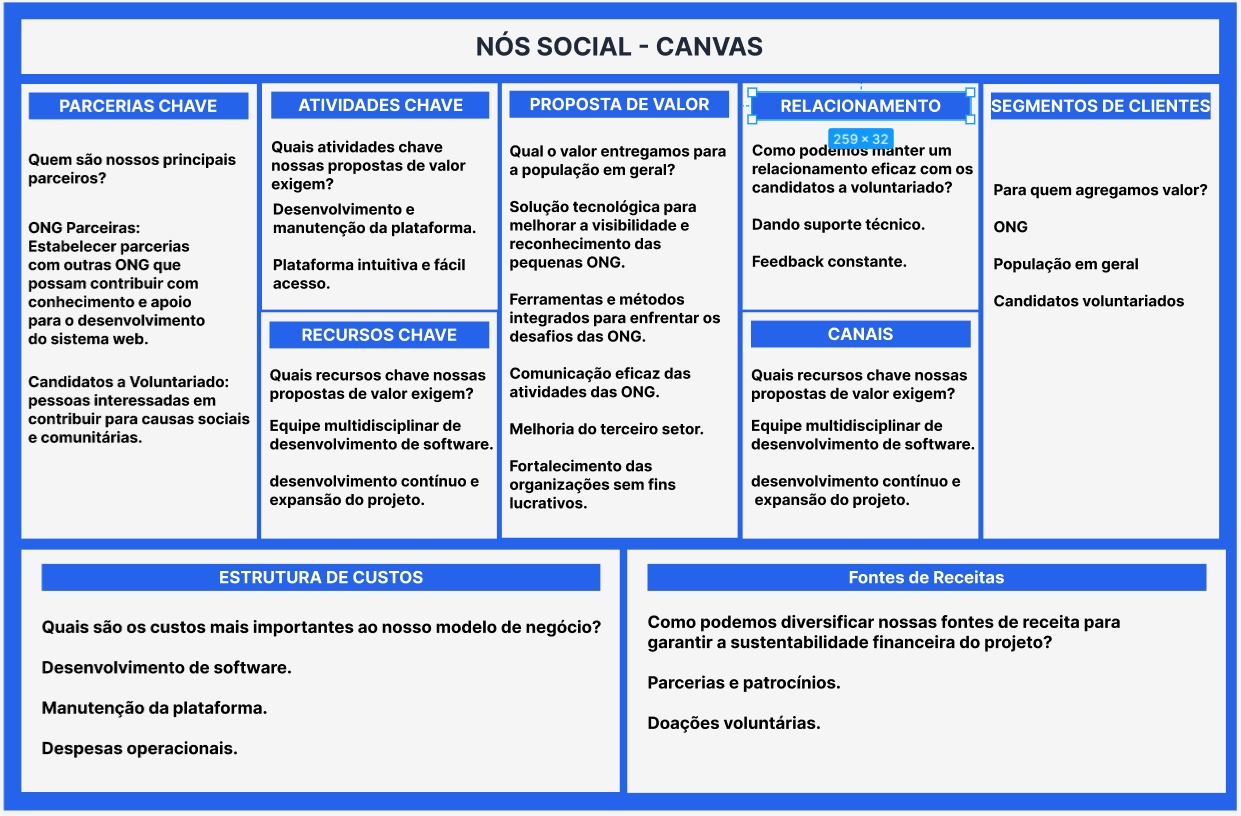 NÓS SOCIAL - CANVAS
PARCERIAS CHAVE
Quem são nossos principais
parceiros?
ONG Parceiras:
Estabelecer parcerias
com outras ONG que
possam contribuir com
conhecimento e apoio
para o desenvolvimento
do sistema web.
Candidatos a Voluntariado:
pessoas interessadas em
contribuir para causas sociais
e comunitárias.
ATIVIDADES CHAVE
Quais atividades chave
nossas propostas de valor
exigem?
Desenvolvimento e
manutenção da plataforma.
Plataforma intuitiva e fácil
acesso.
RECURSOS CHAVE
Quais recursos chave nossas
propostas de valor exigem?
Equipe multidisciplinar de
desenvolvimento de software.
desenvolvimento contínuo e
expansão do projeto.
PROPOSTA DE VALOR
Qual o valor entregamos para
a população em geral?
Solução tecnológica para
melhorar a visibilidade e
reconhecimento das
pequenas ONG.
Ferramentas e métodos
integrados para enfrentar os
desafios das ONG.
Comunicação eficaz das
atividades das ONG.
Melhoria do terceiro setor.
Fortalecimento das
organizações sem fins
lucrativos.
RELACIONAMENTO
259 × 32
Como podemos manter um
relacionamento eficaz com os
candidatos a voluntariado?
Dando suporte técnico.
Feedback constante.
CANAIS
Quais recursos chave nossas
propostas de valor exigem?
Equipe multidisciplinar de
desenvolvimento de software.
desenvolvimento contínuo e
expansão do projeto.
SEGMENTOS DE CLIENTES
Para quem agregamos valor?
ONG
População em geral
Candidatos voluntariados
ESTRUTURA DE CUSTOS
Quais são os custos mais importantes ao nosso modelo de negócio?
Desenvolvimento de software.
Manutenção da plataforma.
Despesas operacionais.
Fontes de Receitas
Como podemos diversificar nossas fontes de receita para
garantir a sustentabilidade financeira do projeto?
Parcerias e patrocínios.
Doações voluntárias.